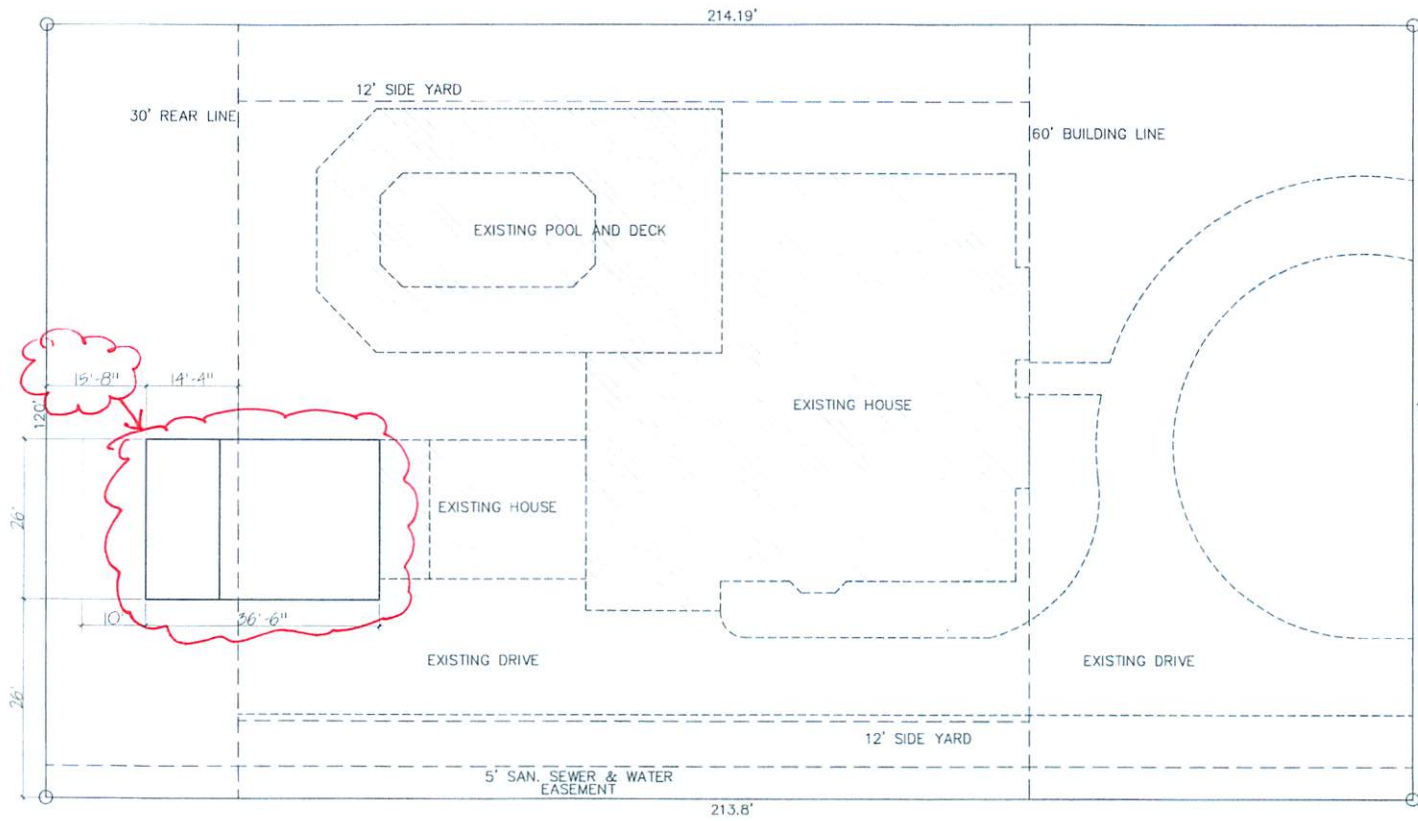 214.19'
12' SIDE YARD
30' REAR LINE
60' BUILDING LINE
EXISTING POOL AND DECK
15'-8"
14'-4"
120'
EXISTING HOUSE
26'
EXISTING HOUSE
10'
36'-6"
26'
EXISTING DRIVE
EXISTING DRIVE
12' SIDE YARD
5' SAN. SEWER & WATER
EASEMENT
213.8'